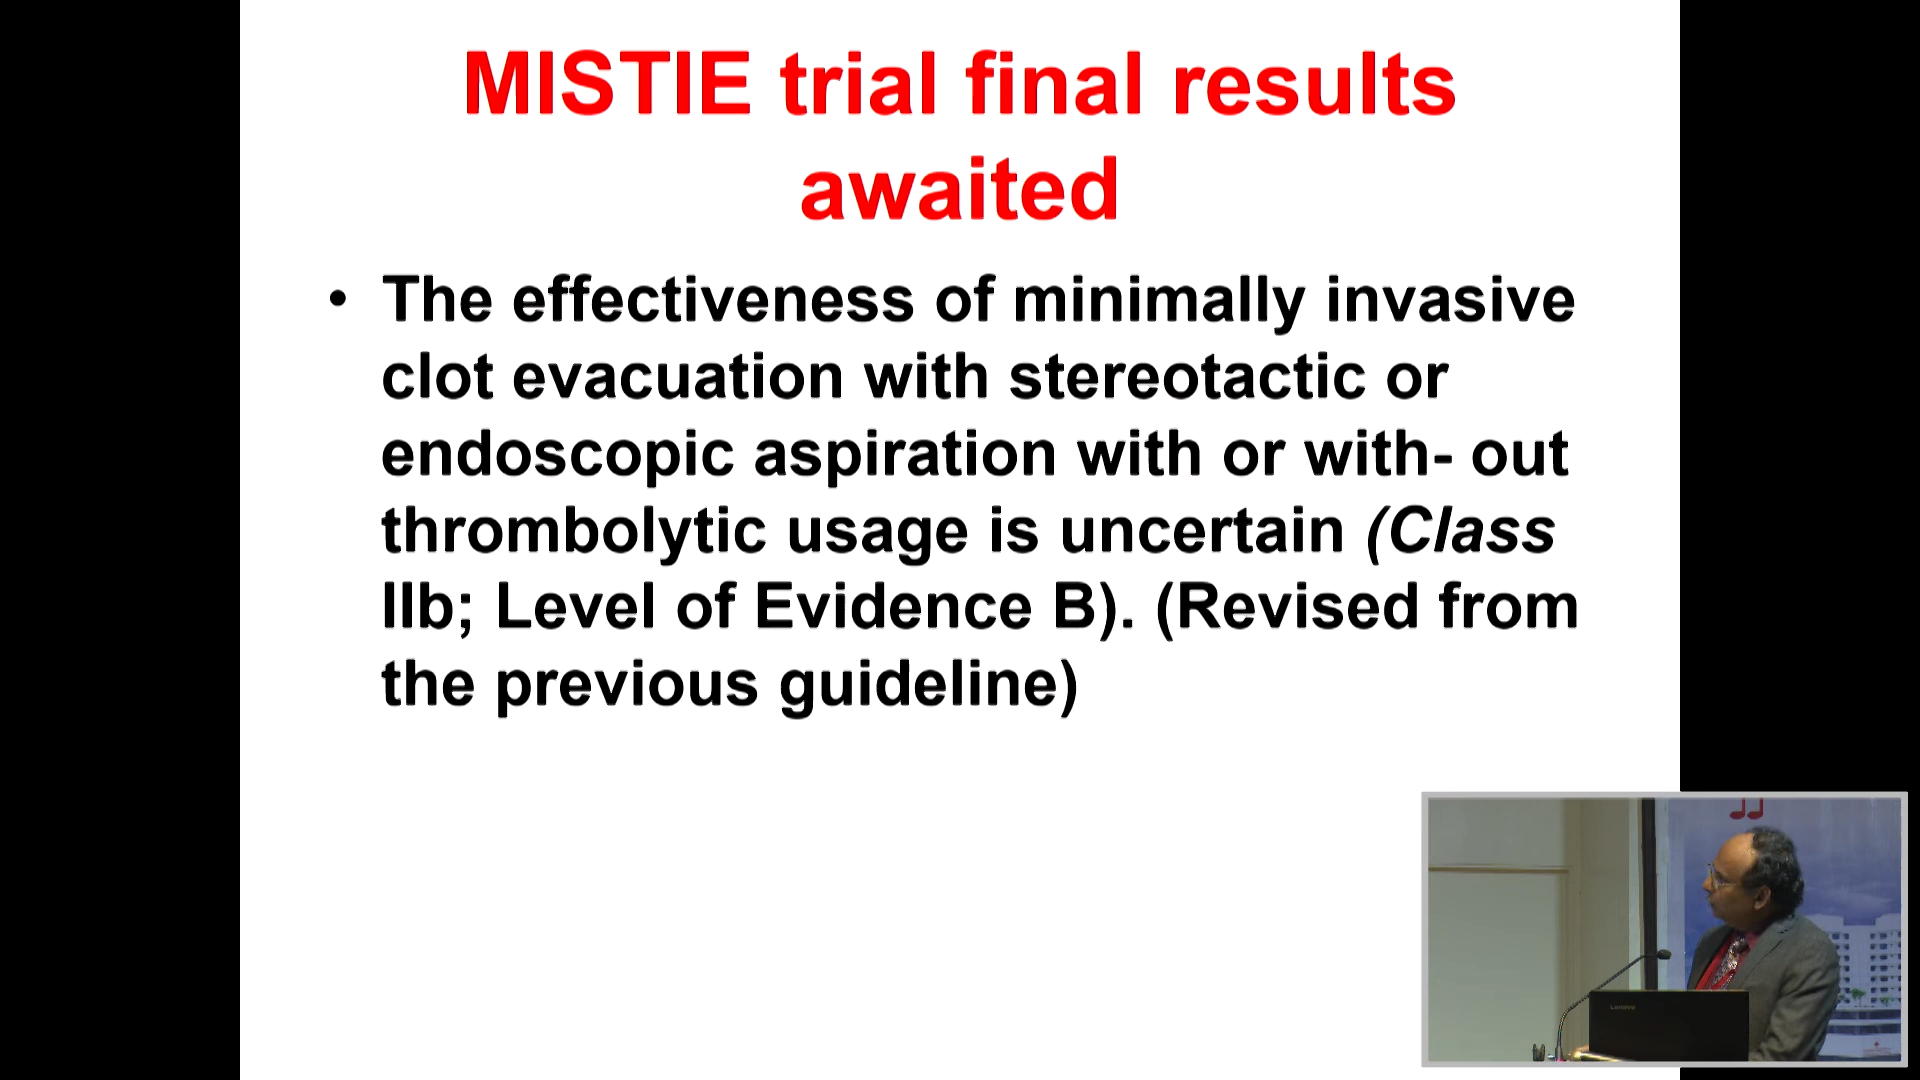 MISTIE trial final results
awaited
• The effectiveness of minimally invasive
clot evacuation with stereotactic or
endoscopic aspiration with or with- out
thrombolytic usage is uncertain (Class
IIb; Level of Evidence B). (Revised from
the previous guideline)
Lenovo